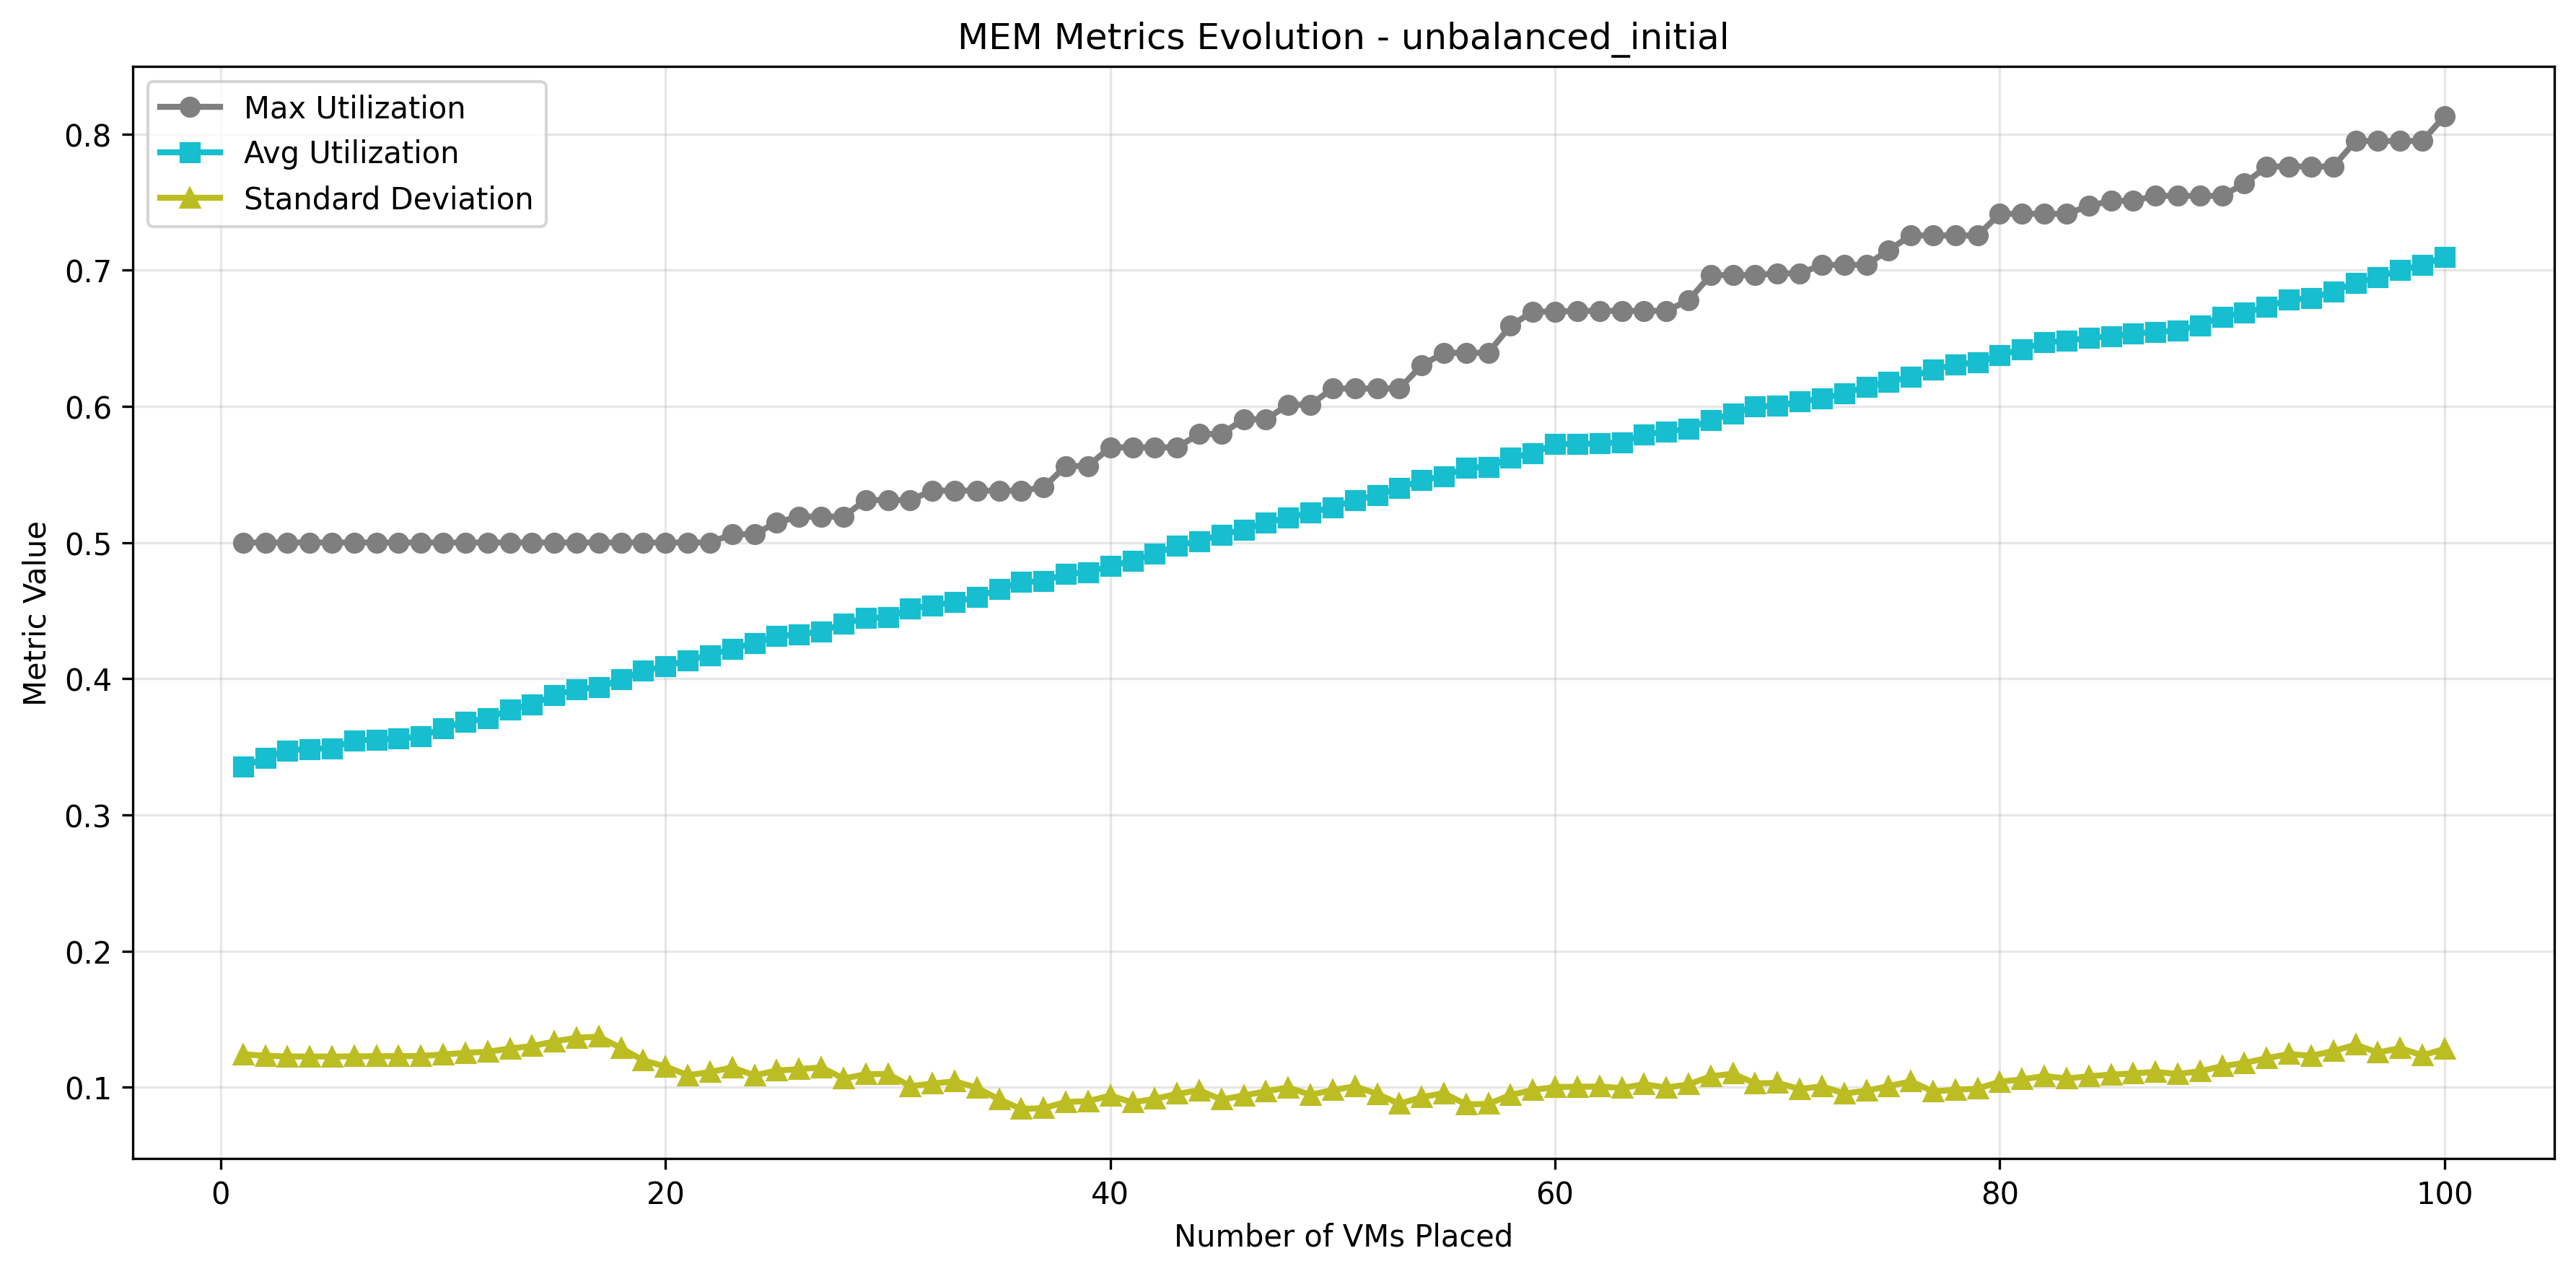 MEM Metrics Evolution - unbalanced_initial
Max Utilization
Avg Utilization
Standard Deviation
Metric Value
0.8
0.7
0.6
0.5
0.4
0.3
0.2
0.1
0 20 40 60 80 100
Number of VMs Placed